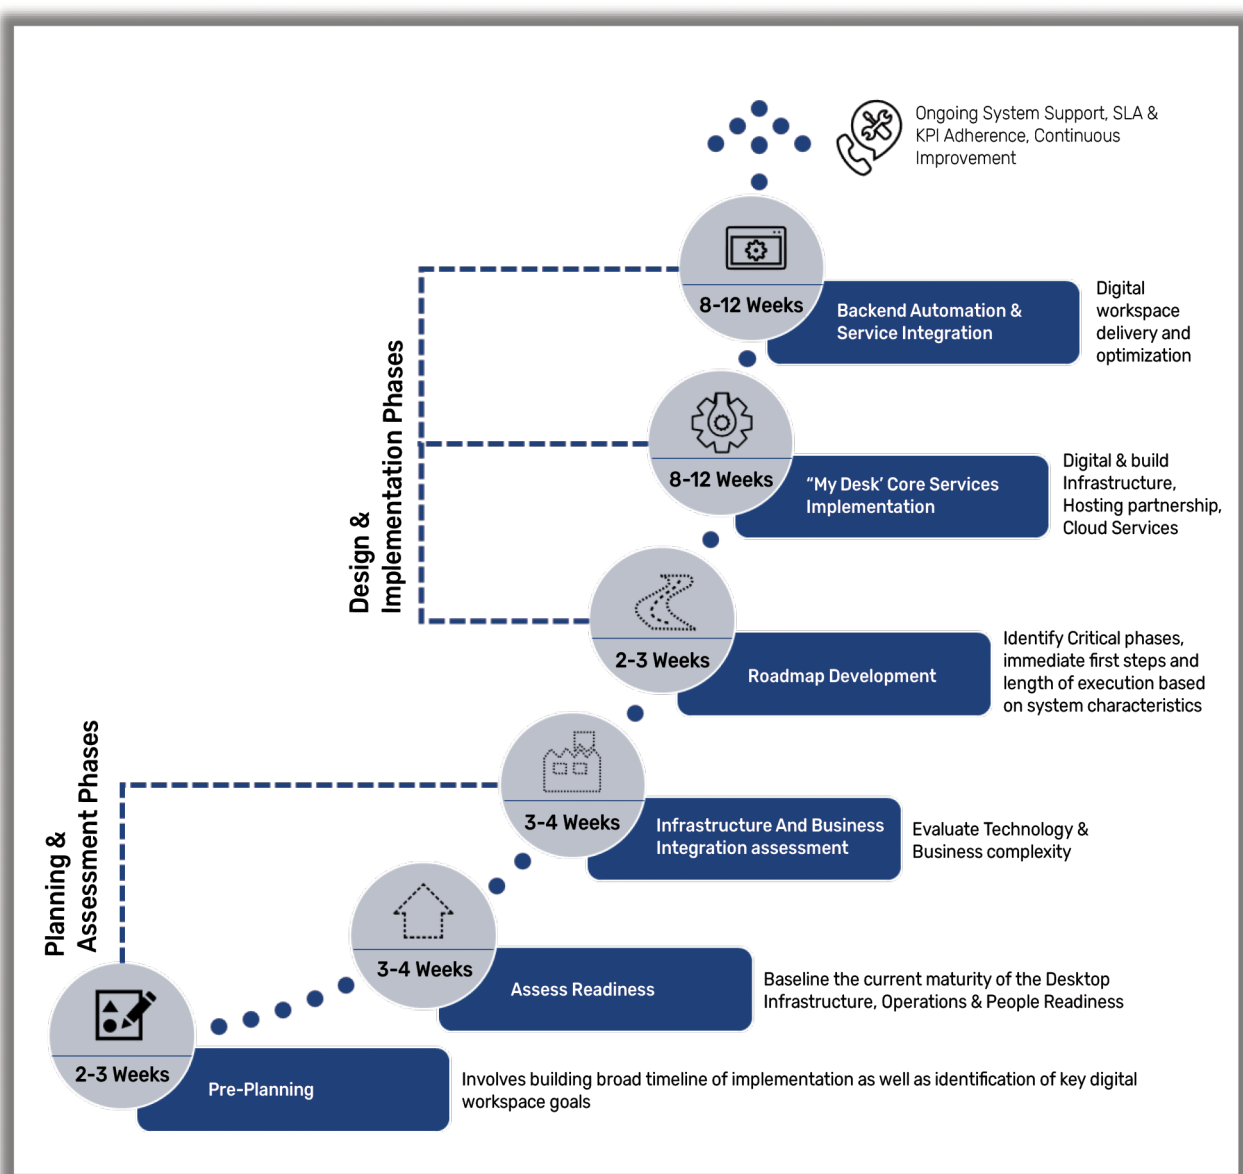 Ongoing System Support, SLA &
KPI Adherence, Continuous
Improvement
8-12 Weeks
Backend Automation &
Service Integration
Digital
workspace
delivery and
optimization
Design &
Implementation Phases
8-12 Weeks
“My Desk’ Core Services
Implementation
Digital & build
Infrastructure,
Hosting partnership,
Cloud Services
2-3 Weeks
Roadmap Development
Identify Critical phases,
immediate first steps and
length of execution based
on system characteristics
Planning &
Assessment Phases
3-4 Weeks
Infrastructure And Business
Integration assessment
Evaluate Technology &
Business complexity
3-4 Weeks
Assess Readiness
Baseline the current maturity of the Desktop
Infrastructure, Operations & People Readiness
2-3 Weeks
Pre-Planning
Involves building broad timeline of implementation as well as identification of key digital
workspace goals